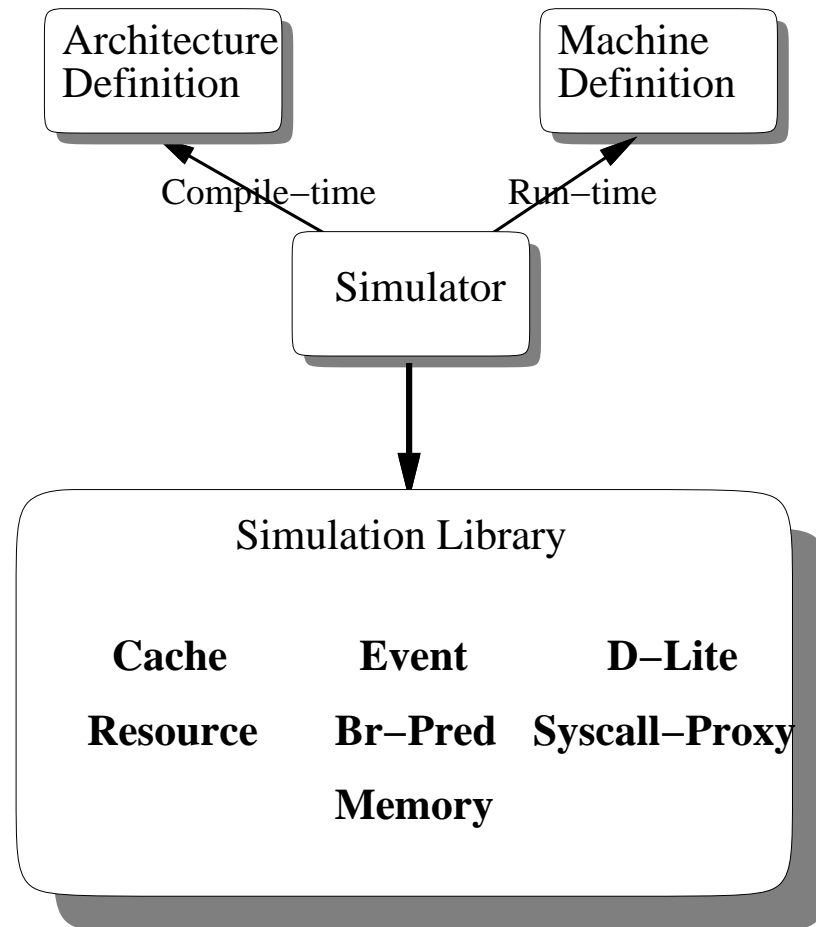 Architecture
Definition
Machine
Definition
Compile−time
Run−time
Simulator
Simulation Library
Cache
Event
D−Lite
Resource
Br−Pred
Syscall−Proxy
Memory